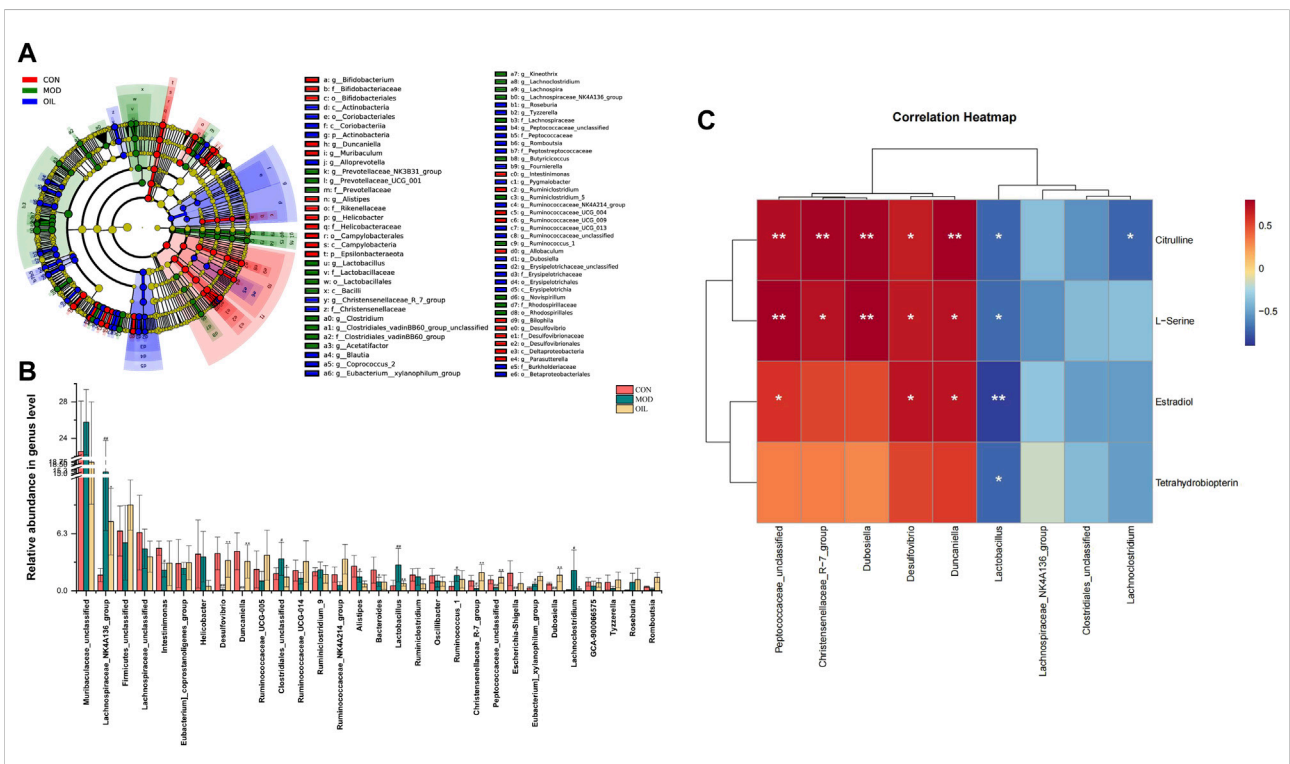 A
CON
MOD
OIL
a: g__Bifidobacterium
b: f__Bifidobacteriaceae
c: o__Bifidobacteriales
d: c__Actinobacteria
e: o__Coriobacteriales
f: c__Coriobacteriia
g: p__Actinobacteria
h: g__Duncaniella
i: g__Muribaculum
j: g__Alloprevotella
k: g__Prevotellaceae_NK3B31_group
l: g__Prevotellaceae_UCG_001
m: f__Prevotellaceae
n: g__Alistipes
o: f__Rikenellaceae
p: g__Helicobacter
q: f__Helicobacteraceae
r: o__Campylobacterales
s: c__Campylobacteria
t: p__Epsilonbacteraeota
u: g__Lactobacillus
v: f__Lactobacillaceae
w: o__Lactobacillales
x: c__Bacilli
y: g__Christensenellaceae_R_7_group
z: f__Christensenellaceae
a0: g__Clostridium
a1: g__Clostridiales_vadinBB60_group_unclassified
a2: f__Clostridiales_vadinBB60_group
a3: g__Acetatifactor
a4: g__Blautia
a5: g__Coprococcus_2
a6: g__Eubacterium__xylanophilum_group
a7: g__Kineothrix
a8: g__Lachnoclostridium
a9: g__Lachnospira
b0: g__Lachnospiraceae_NK4A136_group
b1: g__Roseburia
b2: g__Tyzzerella
b3: f__Lachnospiraceae
b4: g__Peptococcaceae_unclassified
b5: f__Peptococcaceae
b6: g__Romboutsia
b7: f__Peptostreptococcaceae
b8: g__Butyricicoccus
b9: g__Fournierella
c0: g__Intestinimonas
c1: g__Pygmaiobacter
c2: g__Ruminiclostridium
c3: g__Ruminiclostridium_5
c4: g__Ruminococcaceae_NK4A214_group
c5: g__Ruminococcaceae_UCG_004
c6: g__Ruminococcaceae_UCG_009
c7: g__Ruminococcaceae_UCG_013
c8: g__Ruminococcaceae_unclassified
c9: g__Ruminococcus_1
d0: g__Allobaculum
d1: g__Dubosiella
d2: g__Erysipelotrichaceae_unclassified
d3: f__Erysipelotrichaceae
d4: o__Erysipelotrichales
d5: c__Erysipelotrichia
d6: g__Novispirillum
d7: f__Rhodospirillaceae
d8: o__Rhodospirillales
d9: g__Bilophila
e0: g__Desulfovibrio
e1: f__Desulfovibrionaceae
e2: o__Desulfovibrionales
e3: c__Deltaproteobacteria
e4: g__Parasutterella
e5: f__Burkholderiaceae
e6: o__Betaproteobacteriales
B
Relative abundance in genus level
28
24
6.3
0.0
CON
MOD
OIL
Muribaculaceae_unclassified
Lachnospiraceae_NK4A136_group
Firmicutes_unclassified
Lachnospiraceae_unclassified
Intestinimonas
Eubacterium]_coprostanoligenes_group
Helicobacter
Desulfovibrio
Duncaniella
Ruminococcaceae_UCG-005
Clostridiales_unclassified
Ruminococcaceae_UCG-014
Ruminiclostridium_9
Ruminococcaceae_NK4A214_group
Alistipes
Bacteroides
Lactobacillus
Ruminiclostridium
Oscillibacter
Ruminococcus_1
Christensenellaceae_R-7_group
Peptococcaceae_unclassified
Escherichia-Shigella
Eubacterium]_xylanophilum_group
Dubosiella
Lachnoclostridium
GCA-900066575
Tyzzerella
Roseburia
Romboutsia
C
Correlation Heatmap
** ** ** * ** * *
Citrulline
** * ** * * *
L-Serine
* * * **
Estradiol
*
Tetrahydrobiopterin
Peptococcaceae_unclassified
Christensenellaceae_R-7_group
Dubosiella
Desulfovibrio
Duncaniella
Lactobacillus
Lachnospiraceae_NK4A136_group
Clostridiales_unclassified
Lachnoclostridium
0.5
0
−0.5